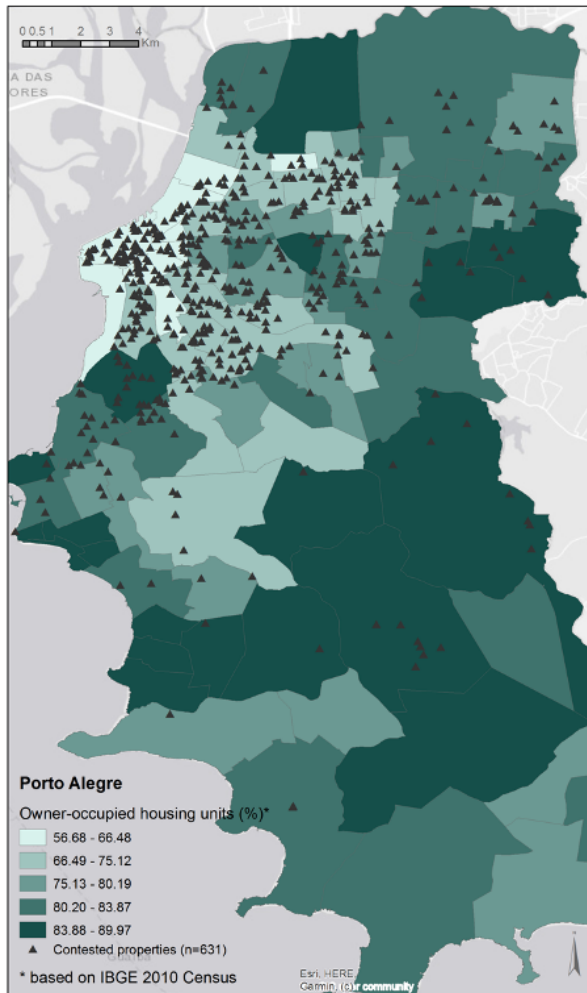 0 0.5 1 2 3 4
Km
A DAS
ORES
Porto Alegre
Owner-occupied housing units (%)*
56.68 - 66.48
66.49 - 75.12
75.13 - 80.19
80.20 - 83.87
83.88 - 89.97
Contested properties (n=631)
* based on IBGE 2010 Census
Esri, HERE
Garmin, (c)
community